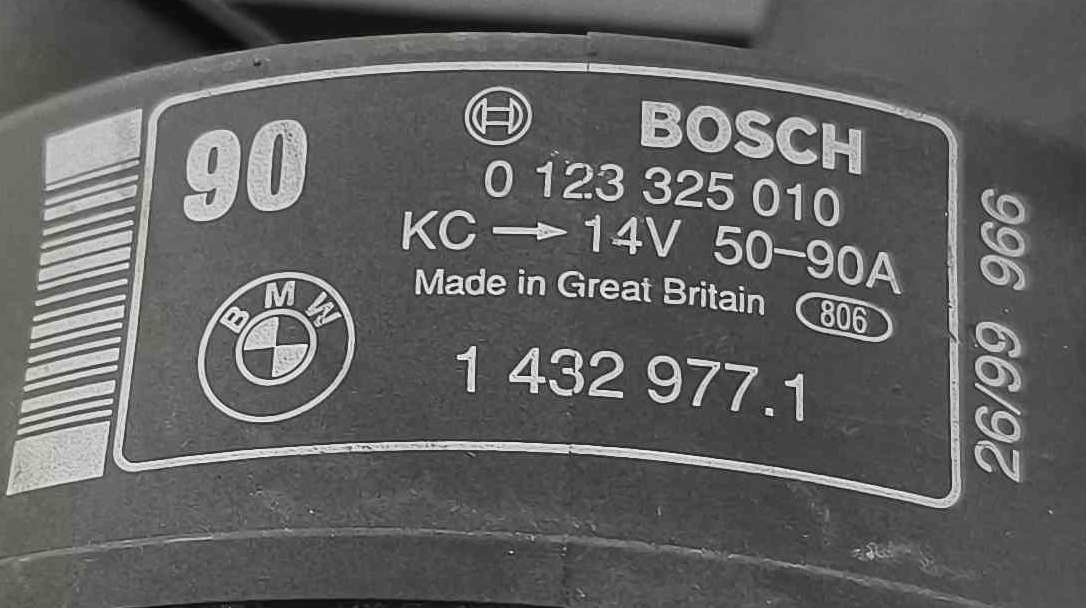 90
BOSCH
0 123 325 010
KC → 14V 50-90A
Made in Great Britain 806
BMW
1 432 977.1
26/99 966